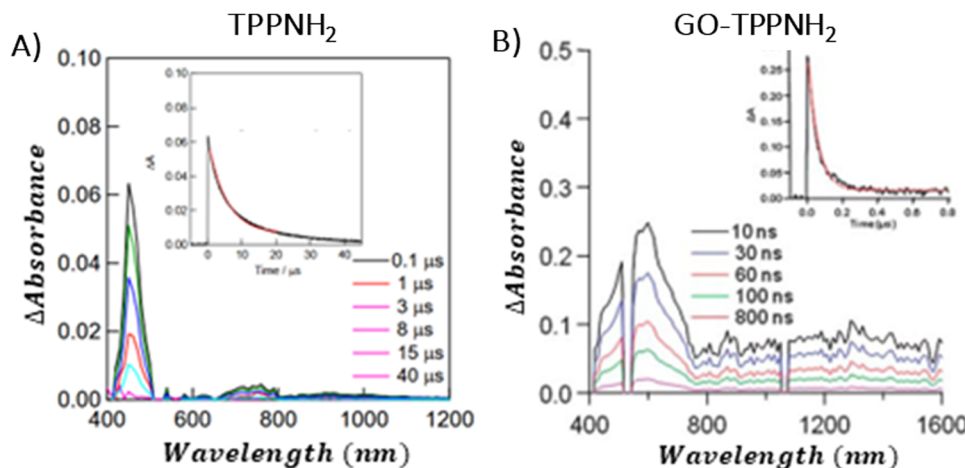 TPPNH₂
A)
ΔAbsorbance
0.10
0.08
0.06
0.04
0.02
0.00
ΔA
0.10
0.08
0.06
0.04
0.02
0.00
0 10 20 30 40
Time / μs
0.1 μs
1 μs
3 μs
8 μs
15 μs
40 μs
400 600 800 1000 1200
Wavelength (nm)
GO-TPPNH₂
B)
ΔAbsorbance
0.5
0.4
0.3
0.2
0.1
0.0
ΔA
0.25
0.20
0.15
0.10
0.05
0.00
0.0 0.2 0.4 0.6 0.8
Time(μs)
10 ns
30 ns
60 ns
100 ns
800 ns
400 800 1200 1600
Wavelength (nm)